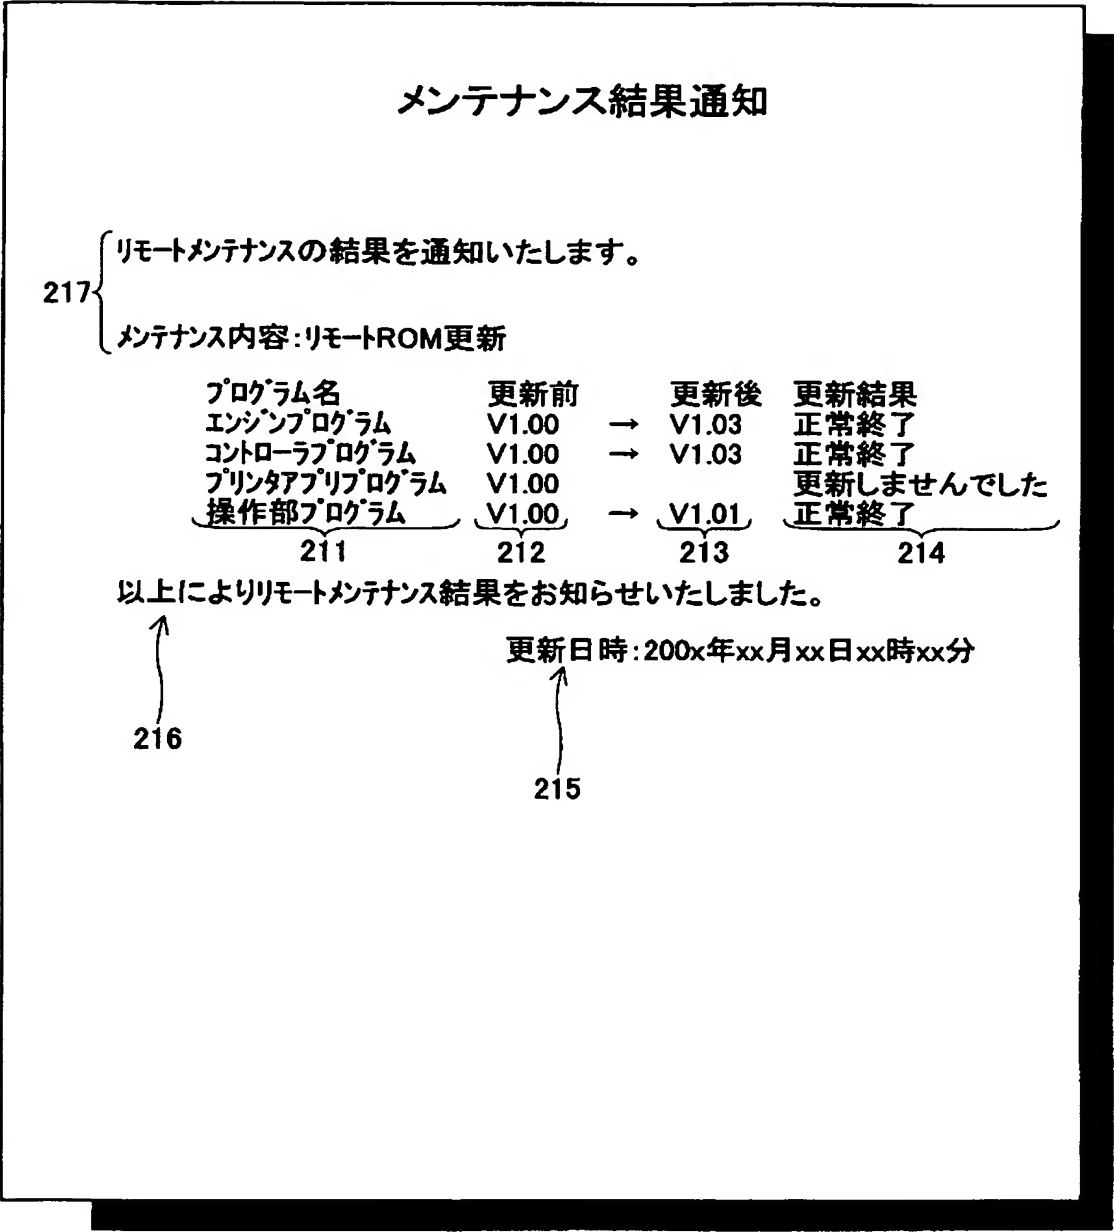 メンテナンス結果通知
リモートメンテナンスの結果を通知いたします。
217
メンテナンス内容:リモートROM更新
プログラム名 更新前 更新後 更新結果
エンジンプログラム V1.00 → V1.03 正常終了
コントローラプログラム V1.00 → V1.03 正常終了
プリンタアプリプログラム V1.00 更新しませんでした
操作部プログラム V1.00 → V1.01 正常終了
211 212 213 214
以上によりリモートメンテナンス結果をお知らせいたしました。
更新日時:200x年xx月xx日xx時xx分
216
215